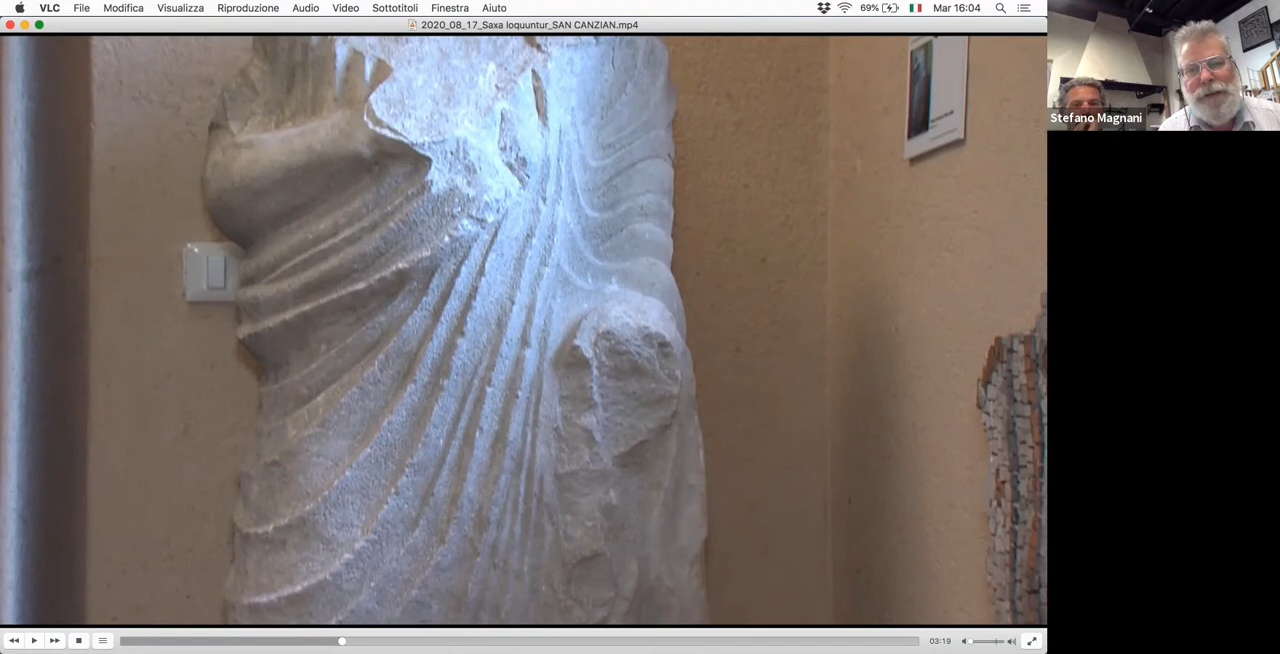 VLC File Modifica Visualizza Riproduzione Audio Video Sottotitoli Finestra Aiuto 69% Mar 16:04
2020_08_17_Saxa loquuntur_SAN CANZIAN.mp4
Stefano Magnani
03:19